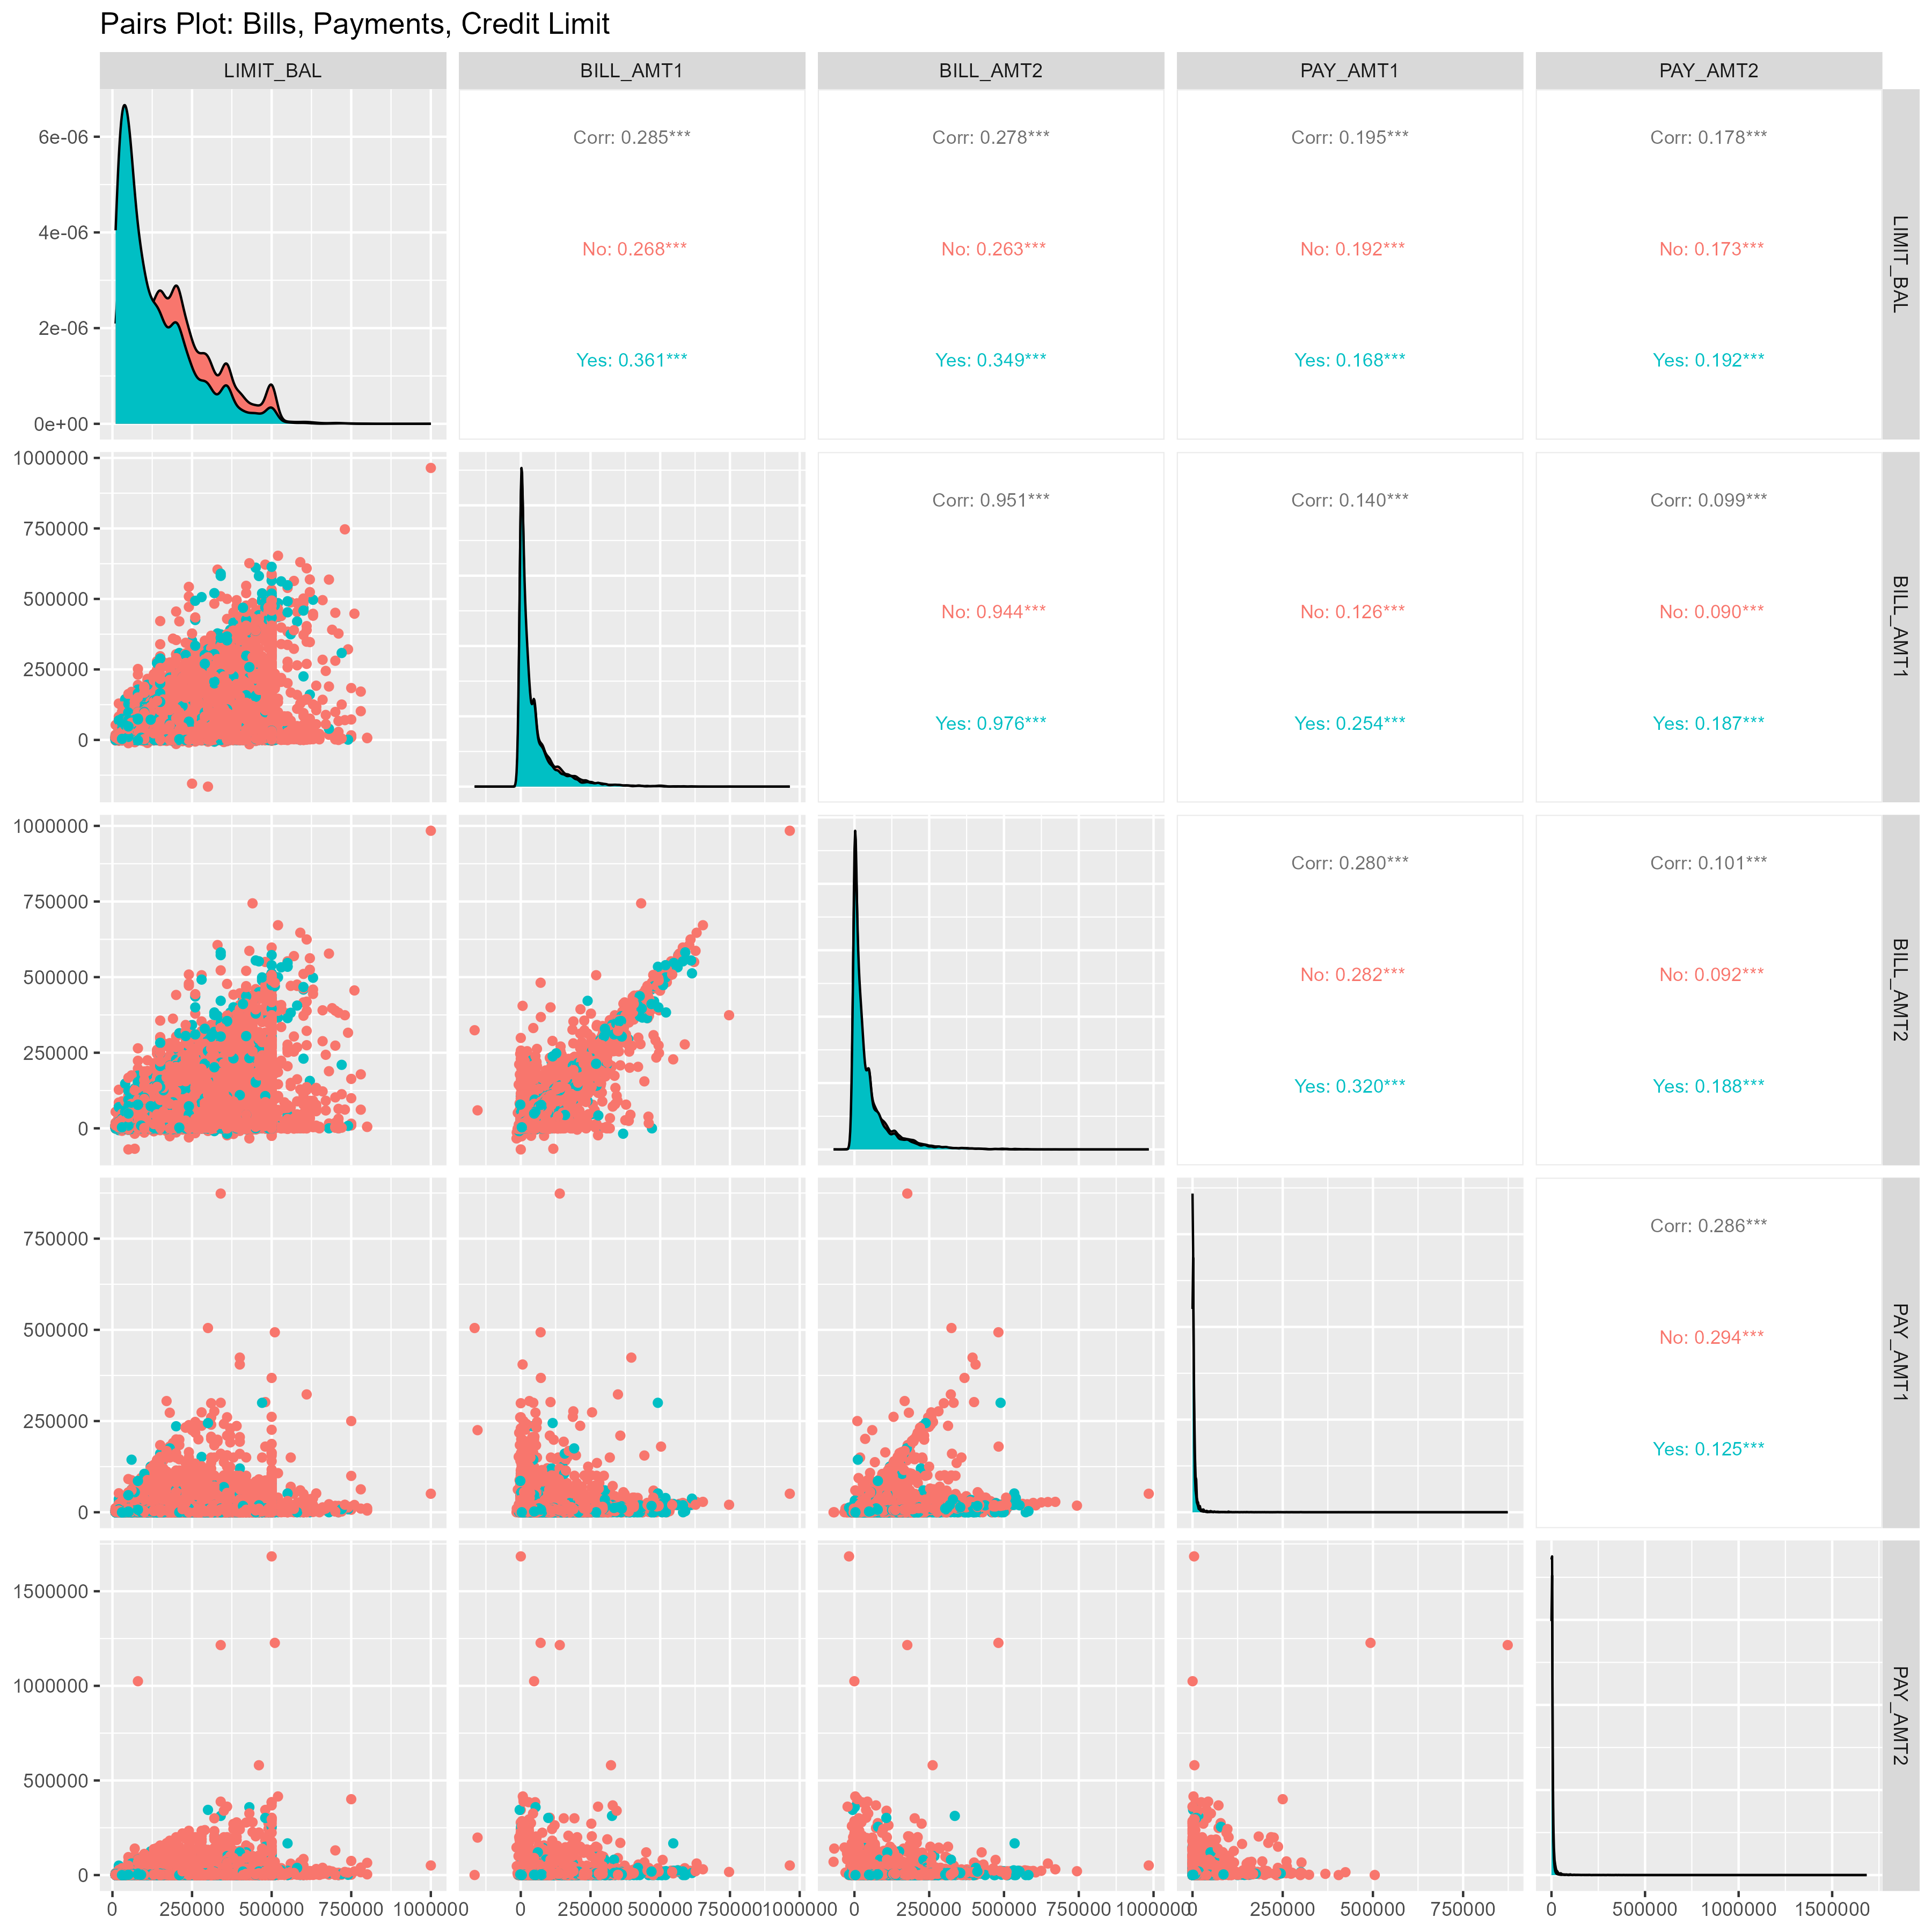 Pairs Plot: Bills, Payments, Credit Limit
LIMIT_BAL BILL_AMT1 BILL_AMT2 PAY_AMT1 PAY_AMT2
6e-06
4e-06
2e-06
0e+00
Corr: 0.285*** Corr: 0.278*** Corr: 0.195*** Corr: 0.178***
No: 0.268*** No: 0.263*** No: 0.192*** No: 0.173***
Yes: 0.361*** Yes: 0.349*** Yes: 0.168*** Yes: 0.192***
LIMIT_BAL
1000000
750000
500000
250000
0
Corr: 0.951*** Corr: 0.140*** Corr: 0.099***
No: 0.944*** No: 0.126*** No: 0.090***
Yes: 0.976*** Yes: 0.254*** Yes: 0.187***
BILL_AMT1
1000000
750000
500000
250000
0
Corr: 0.280*** Corr: 0.101***
No: 0.282*** No: 0.092***
Yes: 0.320*** Yes: 0.188***
BILL_AMT2
750000
500000
250000
0
Corr: 0.286***
No: 0.294***
Yes: 0.125***
PAY_AMT1
1500000
1000000
500000
0
PAY_AMT2
0 250000 500000 750000 1000000 0 250000 500000 750000 1000000 0 250000 500000 750000 1000000 0 250000 500000 750000 0 500000 1000000 1500000